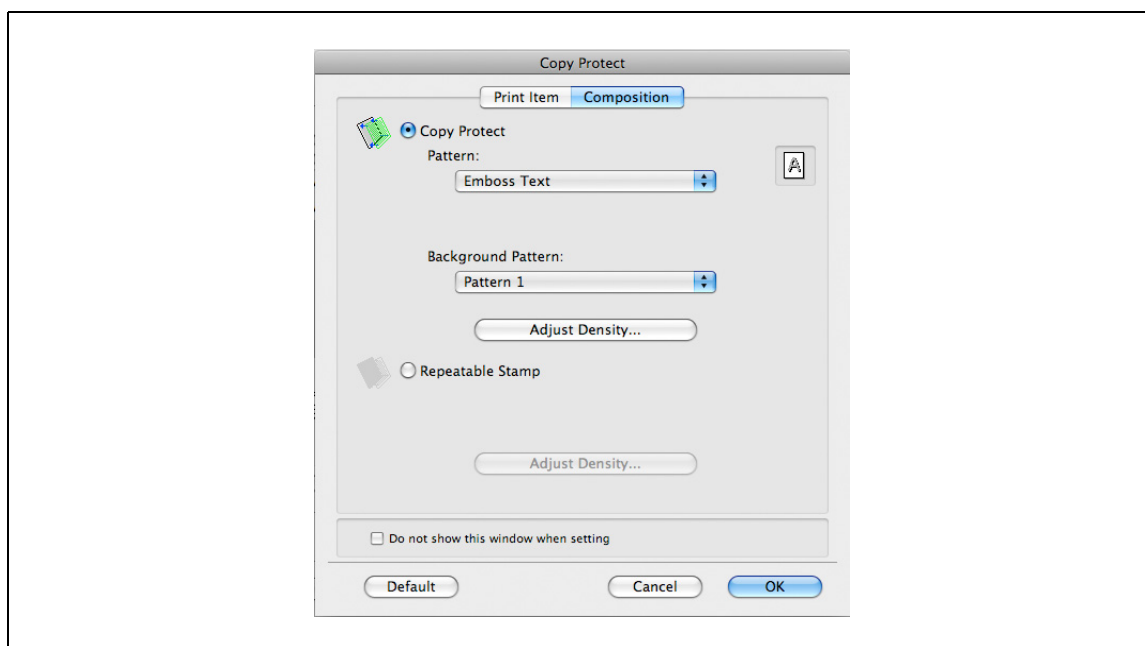 Copy Protect
Print Item Composition
Copy Protect
Pattern:
A
Emboss Text
Background Pattern:
Pattern 1
Adjust Density...
Repeatable Stamp
Adjust Density...
Do not show this window when setting
Default Cancel OK